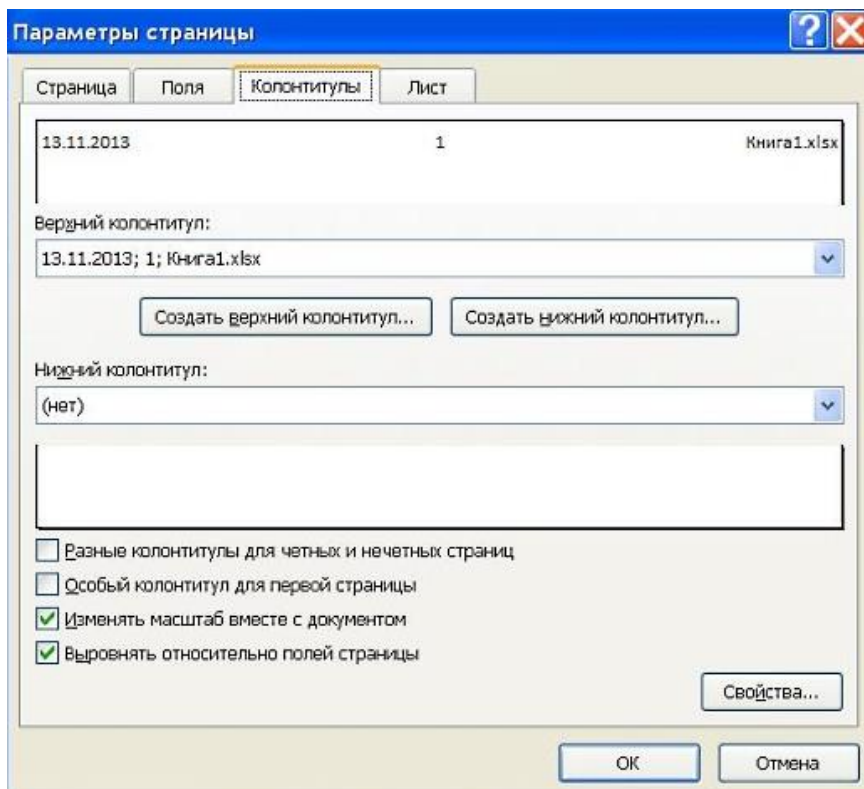 Параметры страницы
Страница Поля Колонтитулы Лист
13.11.2013 1 Книга1.xlsx
Верхний колонтитул:
13.11.2013; 1; Книга1.xlsx
Создать верхний колонтитул... Создать нижний колонтитул...
Нижний колонтитул:
(нет)
Разные колонтитулы для четных и нечетных страниц
Особый колонтитул для первой страницы
Изменять масштаб вместе с документом
Выровнять относительно полей страницы
Свойства...
ОК Отмена